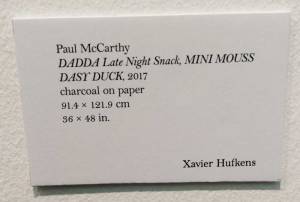 Paul McCarthy
DADDA Late Night Snack, MINI MOUSS
DASY DUCK, 2017
charcoal on paper
91.4 × 121.9 cm
36 × 48 in.
Xavier Hufkens